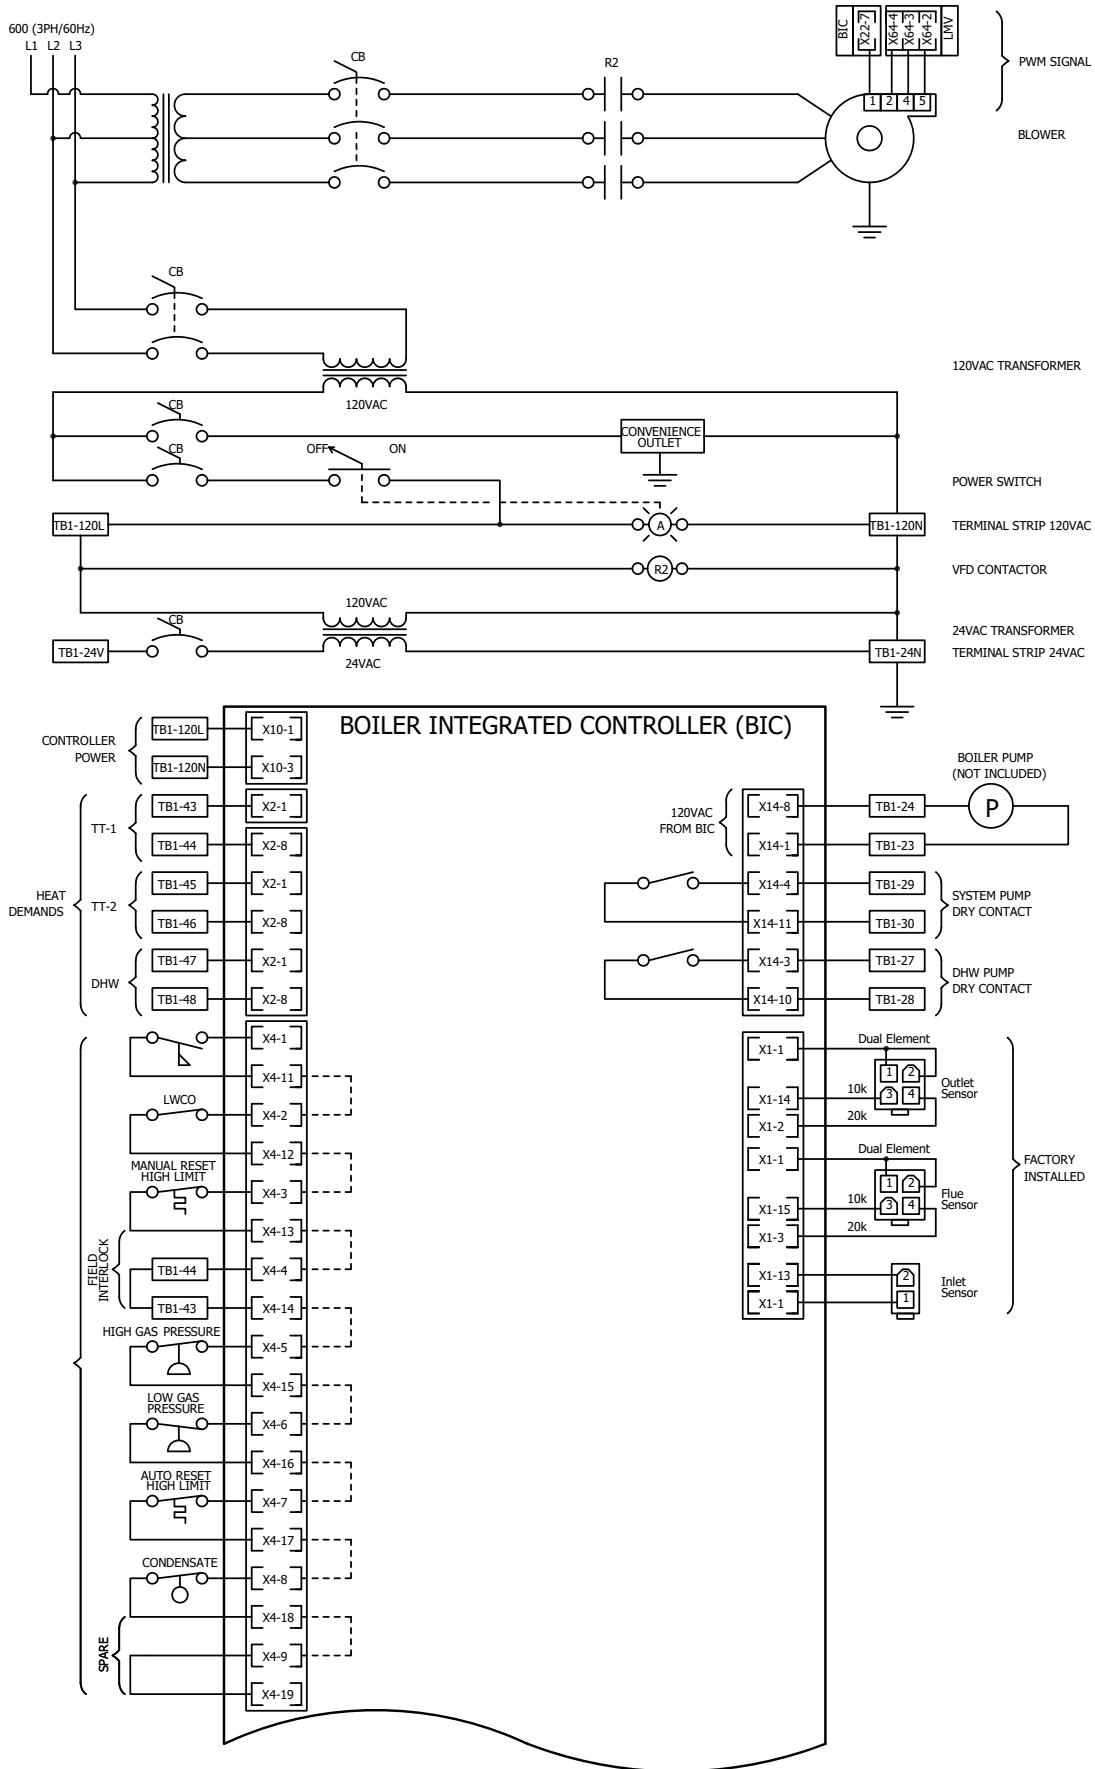 600 (3PH/60Hz)
L1 L2 L3
CB
R2
BIC
X22-7
X64-4
X64-3
X64-2
LMV
1 2 4 5
PWM SIGNAL
BLOWER
CB
120VAC TRANSFORMER
120VAC
CB
CONVENIENCE
OUTLET
CB
OFF ON
POWER SWITCH
TB1-120L
A
TB1-120N
TERMINAL STRIP 120VAC
R2
VFD CONTACTOR
120VAC
CB
24VAC TRANSFORMER
TB1-24V
24VAC
TB1-24N
TERMINAL STRIP 24VAC
BOILER INTEGRATED CONTROLLER (BIC)
CONTROLLER
POWER
TB1-120L
X10-1
TB1-120N
X10-3
HEAT
DEMANDS
TT-1
TB1-43
X2-1
TB1-44
X2-8
TT-2
TB1-45
X2-1
TB1-46
X2-8
DHW
TB1-47
X2-1
TB1-48
X2-8
X4-1
X4-11
LWCO
X4-2
X4-12
MANUAL RESET
HIGH LIMIT
X4-3
X4-13
FIELD
INTERLOCK
TB1-44
X4-4
TB1-43
X4-14
HIGH GAS PRESSURE
X4-5
X4-15
LOW GAS
PRESSURE
X4-6
X4-16
AUTO RESET
HIGH LIMIT
X4-7
X4-17
CONDENSATE
X4-8
X4-18
SPARE
X4-9
X4-19
BOILER PUMP
(NOT INCLUDED)
P
120VAC
FROM BIC
X14-8
TB1-24
X14-1
TB1-23
X14-4
TB1-29
X14-11
TB1-30
SYSTEM PUMP
DRY CONTACT
X14-3
TB1-27
X14-10
TB1-28
DHW PUMP
DRY CONTACT
X1-1
Dual Element
1 2
3 4
Outlet
Sensor
X1-14
10k
X1-2
20k
X1-1
Dual Element
1 2
3 4
Flue
Sensor
X1-15
10k
X1-3
20k
X1-13
2
X1-1
1
Inlet
Sensor
FACTORY
INSTALLED